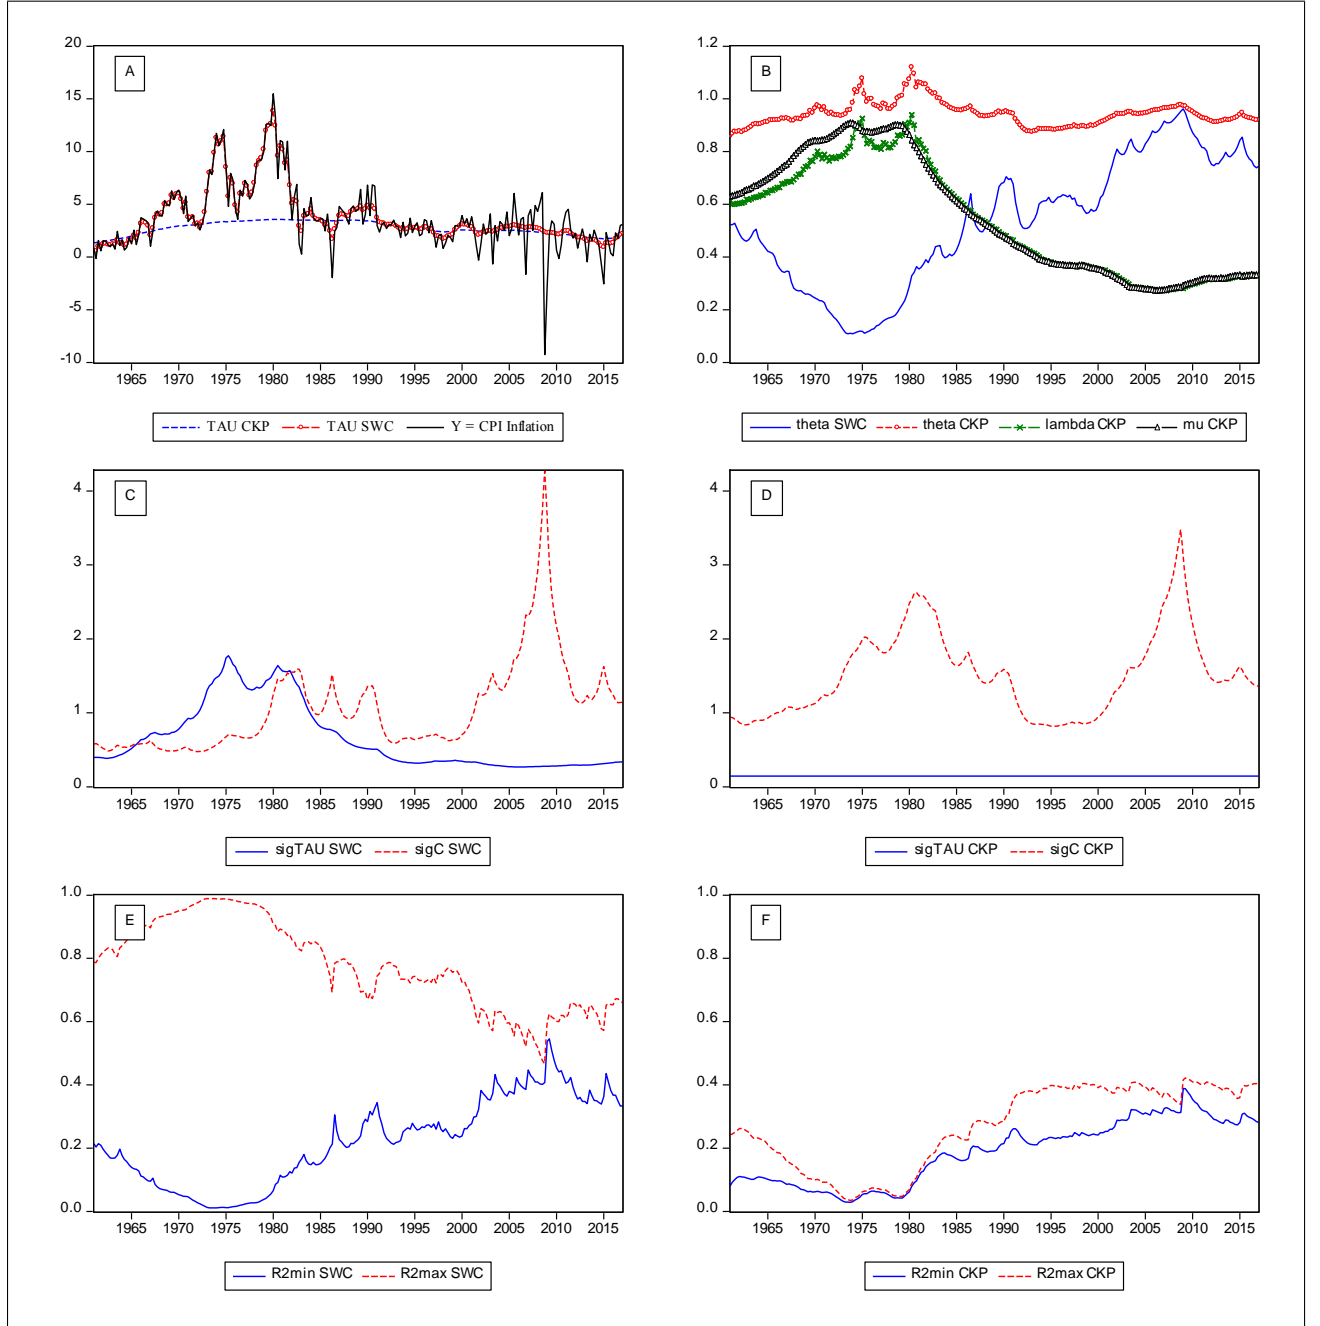 A
20
15
10
5
0
-5
-10
1965 1970 1975 1980 1985 1990 1995 2000 2005 2010 2015
TAU CKP TAU SWC Y = CPI Inflation
B
1.2
1.0
0.8
0.6
0.4
0.2
0.0
1965 1970 1975 1980 1985 1990 1995 2000 2005 2010 2015
theta SWC theta CKP lambda CKP mu CKP
C
4
3
2
1
0
1965 1970 1975 1980 1985 1990 1995 2000 2005 2010 2015
sigTAU SWC sigC SWC
D
4
3
2
1
0
1965 1970 1975 1980 1985 1990 1995 2000 2005 2010 2015
sigTAU CKP sigC CKP
E
1.0
0.8
0.6
0.4
0.2
0.0
1965 1970 1975 1980 1985 1990 1995 2000 2005 2010 2015
R2min SWC R2max SWC
F
1.0
0.8
0.6
0.4
0.2
0.0
1965 1970 1975 1980 1985 1990 1995 2000 2005 2010 2015
R2min CKP R2max CKP